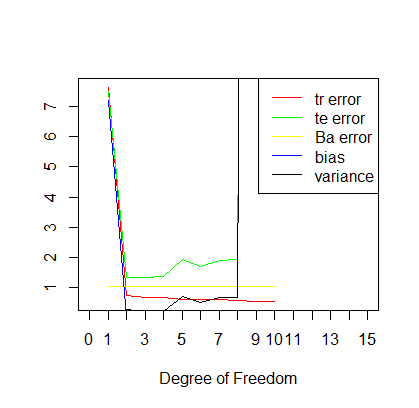 7
6
5
4
3
2
1
tr error
te error
Ba error
bias
variance
0 1 3 5 7 9 10 11 13 15
Degree of Freedom